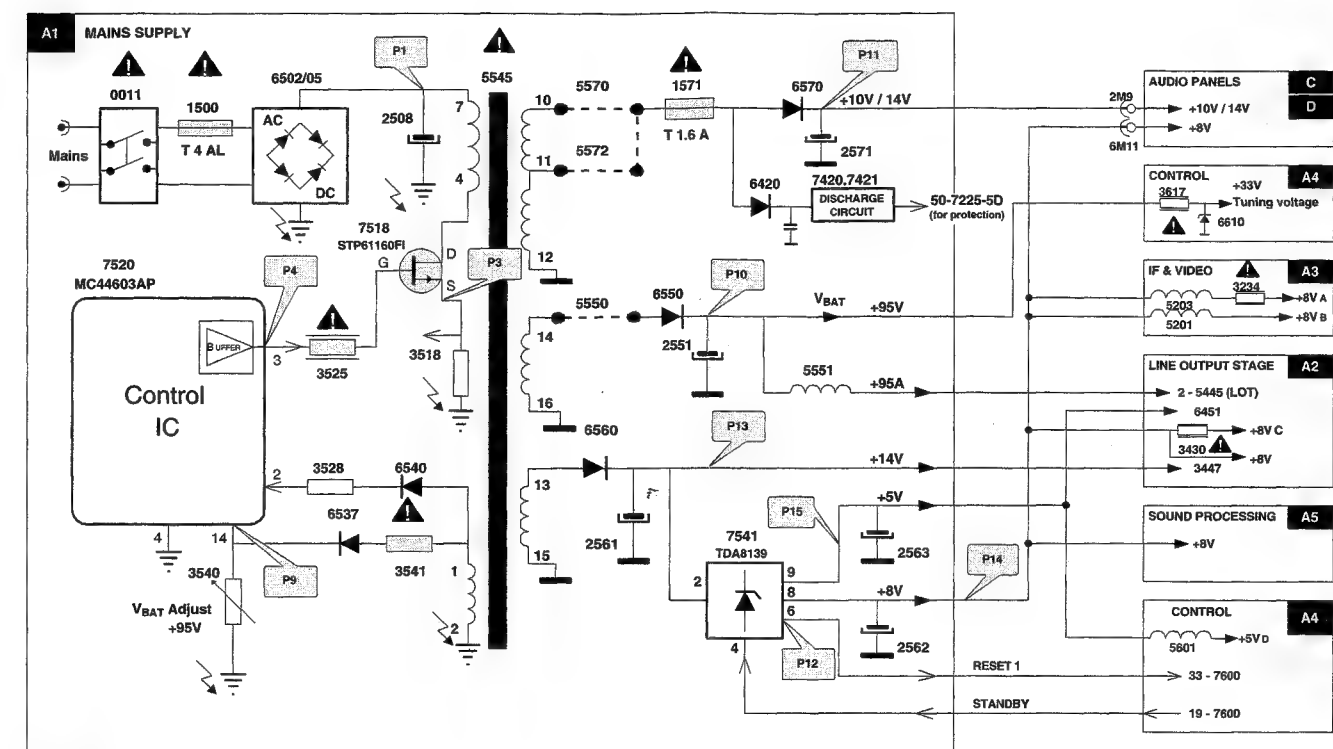 A1 MAINS SUPPLY
0011
1500
T 4 AL
Mains
6502/05
AC
DC
P1
2508
7
4
5545
7518
STP61160FI
D
G
S
P3
P4
7520
MC44603AP
BUFFER
3
3525
3518
Control
IC
2
3528
6540
6537
4
14
3541
1
2
3540
P9
VBAT Adjust
+95V
10
5570
11
5572
12
1571
T 1.6 A
6570
P11
+10V / 14V
2571
6420
7420,7421
DISCHARGE
CIRCUIT
50-7225-5D
(for protection)
14
5550
16
6550
P10
VBAT
+95V
2551
5551
+95A
6560
13
15
P13
+14V
2561
P15
+5V
2563
7541
TDA8139
2
9
8
6
4
+8V
P14
2562
P12
RESET 1
STANDBY
AUDIO PANELS
C
D
2M9
+10V / 14V
+8V
6M11
CONTROL
A4
3617
+33V
Tuning voltage
6610
IF & VIDEO
A3
3234
5203
+8V A
5201
+8V B
LINE OUTPUT STAGE
A2
2 - 5445 (LOT)
6451
+8V C
3430
+8V
3447
SOUND PROCESSING
A5
+8V
CONTROL
A4
5601
+5V D
33 - 7600
19 - 7600